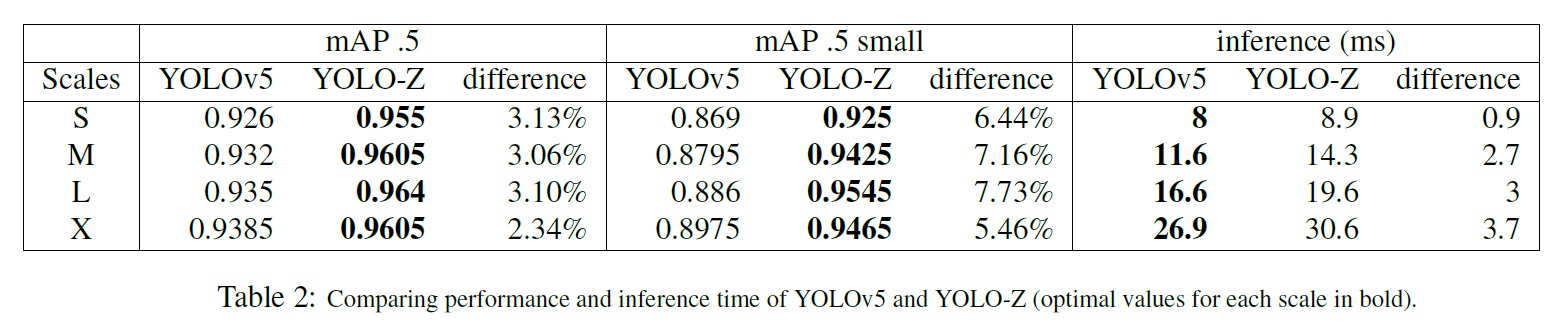 mAP .5 mAP .5 small inference (ms)
Scales YOLOv5 YOLO-Z difference YOLOv5 YOLO-Z difference YOLOv5 YOLO-Z difference
S 0.926 0.955 3.13% 0.869 0.925 6.44% 8 8.9 0.9
M 0.932 0.9605 3.06% 0.8795 0.9425 7.16% 11.6 14.3 2.7
L 0.935 0.964 3.10% 0.886 0.9545 7.73% 16.6 19.6 3
X 0.9385 0.9605 2.34% 0.8975 0.9465 5.46% 26.9 30.6 3.7
Table 2: Comparing performance and inference time of YOLOv5 and YOLO-Z (optimal values for each scale in bold).